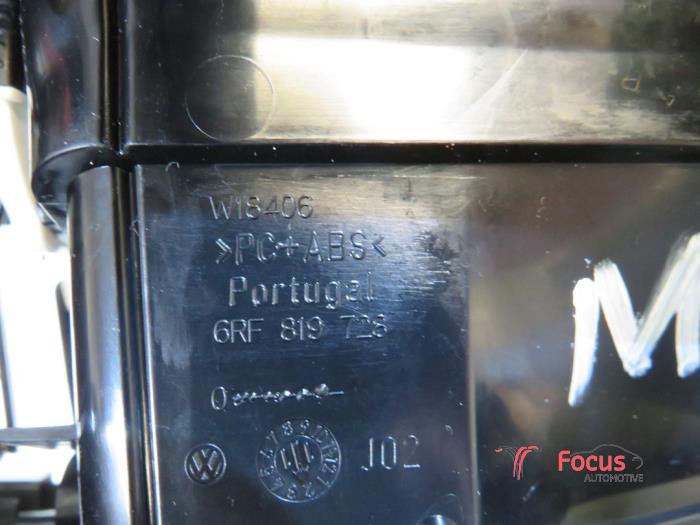 W18406
>PC+ABS<
Portugal
6RF 819 728
J02
M
Focus
AUTOMOTIVE